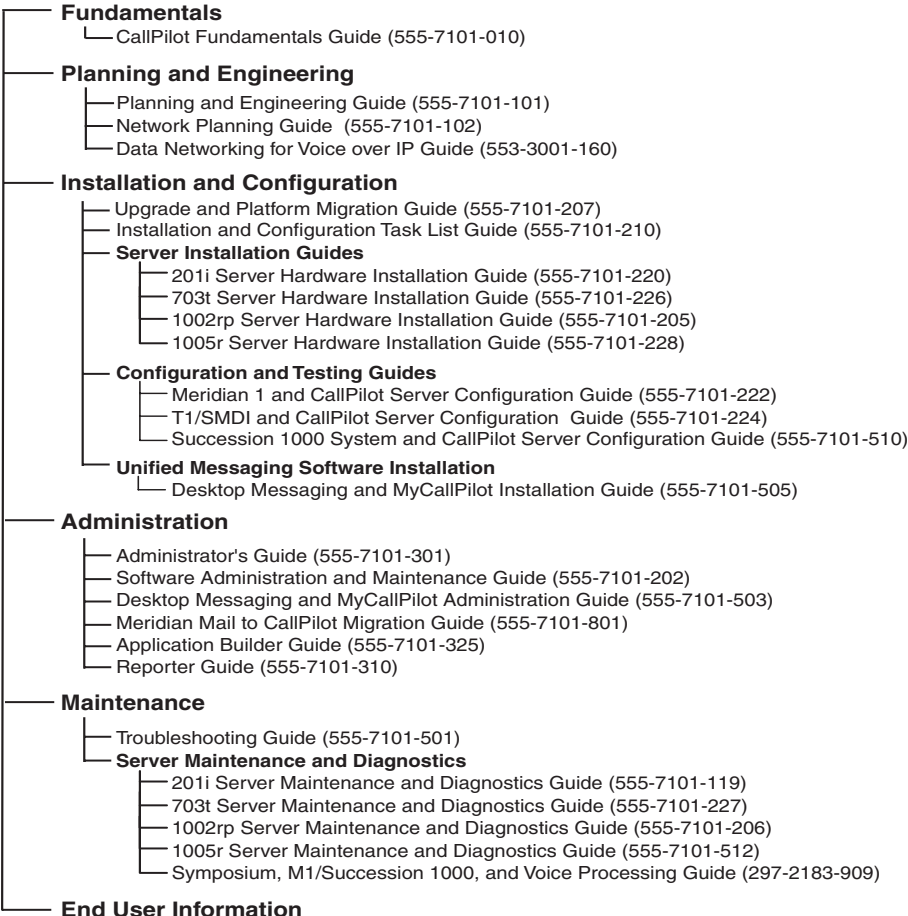 Fundamentals
CallPilot Fundamentals Guide (555-7101-010)
Planning and Engineering
Planning and Engineering Guide (555-7101-101)
Network Planning Guide (555-7101-102)
Data Networking for Voice over IP Guide (553-3001-160)
Installation and Configuration
Upgrade and Platform Migration Guide (555-7101-207)
Installation and Configuration Task List Guide (555-7101-210)
Server Installation Guides
201i Server Hardware Installation Guide (555-7101-220)
703t Server Hardware Installation Guide (555-7101-226)
1002rp Server Hardware Installation Guide (555-7101-205)
1005r Server Hardware Installation Guide (555-7101-228)
Configuration and Testing Guides
Meridian 1 and CallPilot Server Configuration Guide (555-7101-222)
T1/SMDI and CallPilot Server Configuration Guide (555-7101-224)
Succession 1000 System and CallPilot Server Configuration Guide (555-7101-510)
Unified Messaging Software Installation
Desktop Messaging and MyCallPilot Installation Guide (555-7101-505)
Administration
Administrator's Guide (555-7101-301)
Software Administration and Maintenance Guide (555-7101-202)
Desktop Messaging and MyCallPilot Administration Guide (555-7101-503)
Meridian Mail to CallPilot Migration Guide (555-7101-801)
Application Builder Guide (555-7101-325)
Reporter Guide (555-7101-310)
Maintenance
Troubleshooting Guide (555-7101-501)
Server Maintenance and Diagnostics
201i Server Maintenance and Diagnostics Guide (555-7101-119)
703t Server Maintenance and Diagnostics Guide (555-7101-227)
1002rp Server Maintenance and Diagnostics Guide (555-7101-206)
1005r Server Maintenance and Diagnostics Guide (555-7101-512)
Symposium, M1/Succession 1000, and Voice Processing Guide (297-2183-909)
End User Information